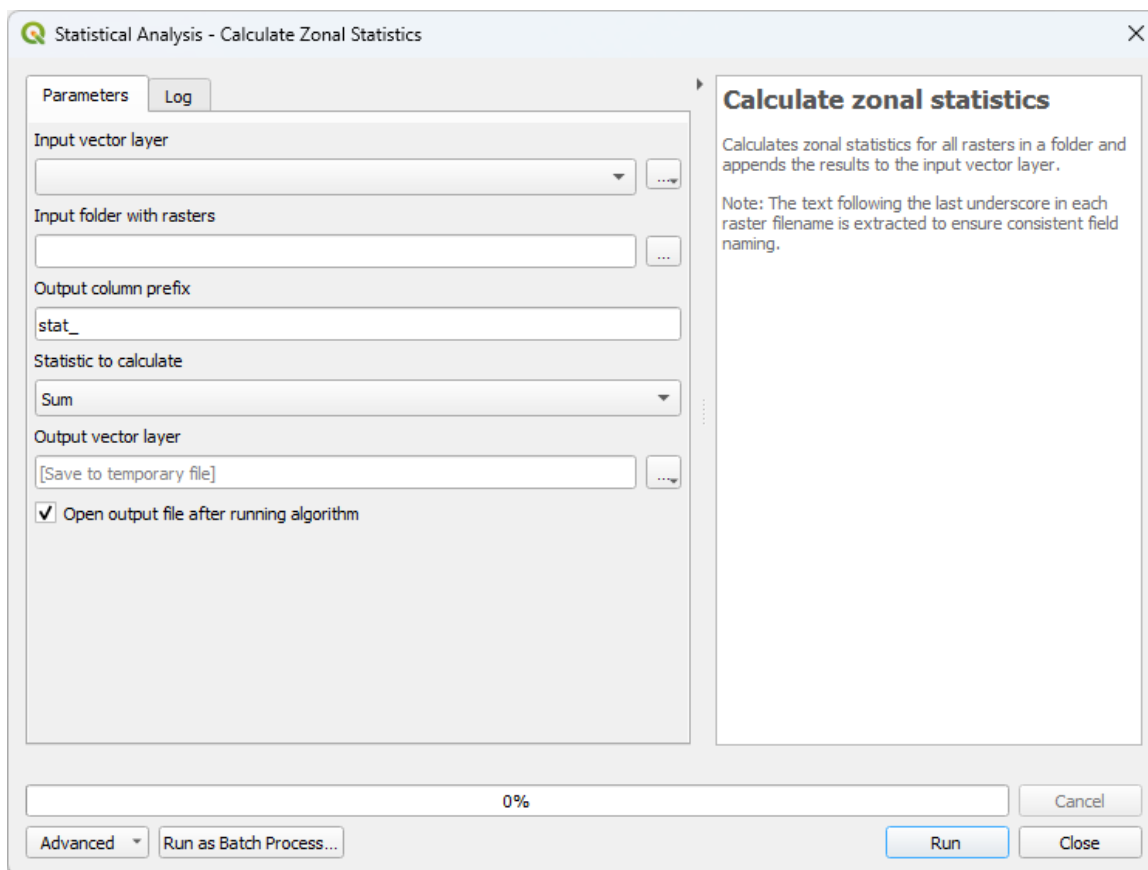 Statistical Analysis - Calculate Zonal Statistics
Parameters
Log
Input vector layer
...
Input folder with rasters
...
Output column prefix
stat_
Statistic to calculate
Sum
Output vector layer
[Save to temporary file]
...
Open output file after running algorithm
Calculate zonal statistics
Calculates zonal statistics for all rasters in a folder and
appends the results to the input vector layer.
Note: The text following the last underscore in each
raster filename is extracted to ensure consistent field
naming.
0%
Cancel
Advanced
Run as Batch Process...
Run
Close